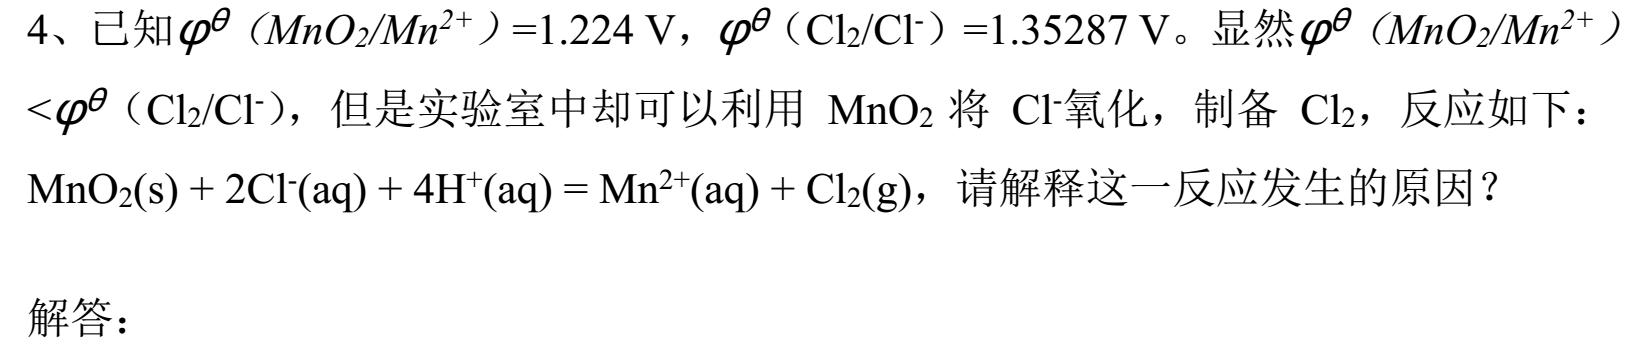 4、已知φᶿ（MnO₂/Mn²⁺）=1.224 V，φᶿ（Cl₂/Cl⁻）=1.35287 V。显然φᶿ（MnO₂/Mn²⁺）
<φᶿ（Cl₂/Cl⁻），但是实验室中却可以利用 MnO₂ 将 Cl⁻氧化，制备 Cl₂，反应如下：
MnO₂(s) + 2Cl⁻(aq) + 4H⁺(aq) = Mn²⁺(aq) + Cl₂(g)，请解释这一反应发生的原因？
解答：